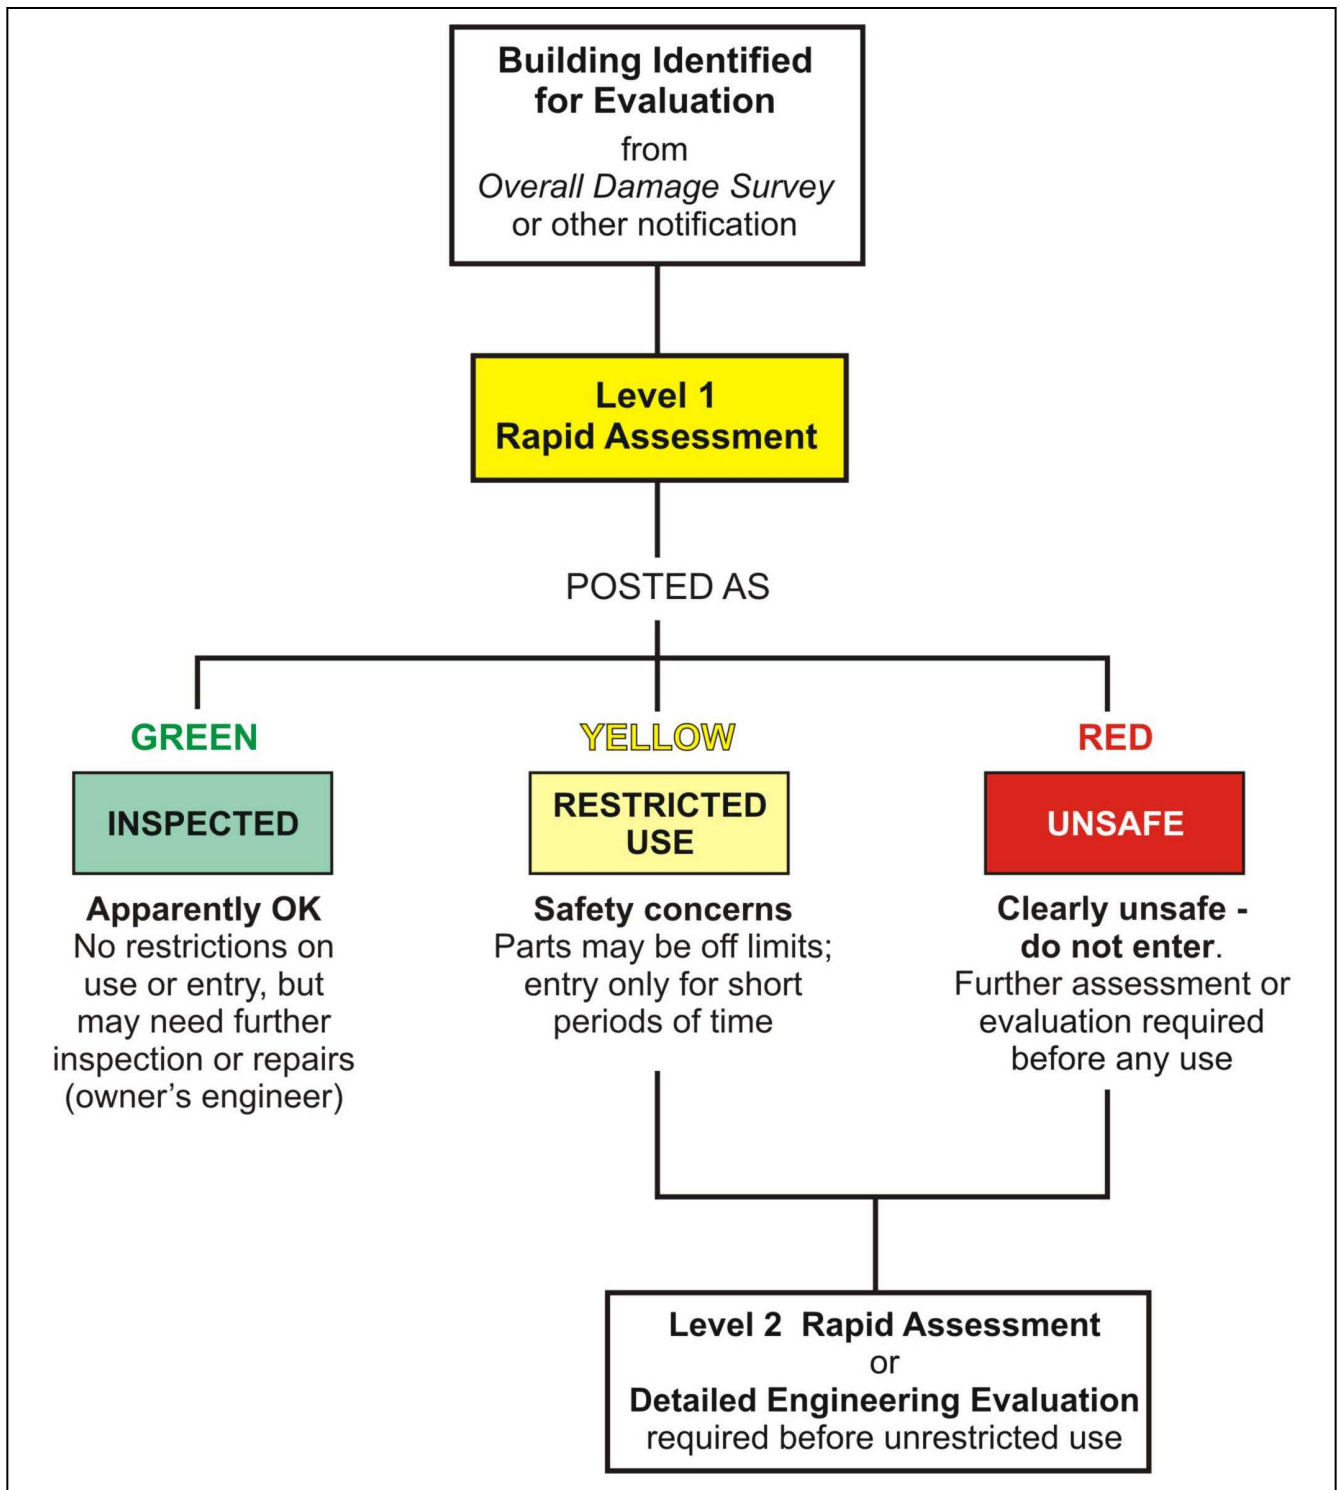 Building Identified
for Evaluation
from
Overall Damage Survey
or other notification
Level 1
Rapid Assessment
POSTED AS
GREEN
INSPECTED
Apparently OK
No restrictions on
use or entry, but
may need further
inspection or repairs
(owner’s engineer)
YELLOW
RESTRICTED
USE
Safety concerns
Parts may be off limits;
entry only for short
periods of time
RED
UNSAFE
Clearly unsafe -
do not enter.
Further assessment or
evaluation required
before any use
Level 2 Rapid Assessment
or
Detailed Engineering Evaluation
required before unrestricted use